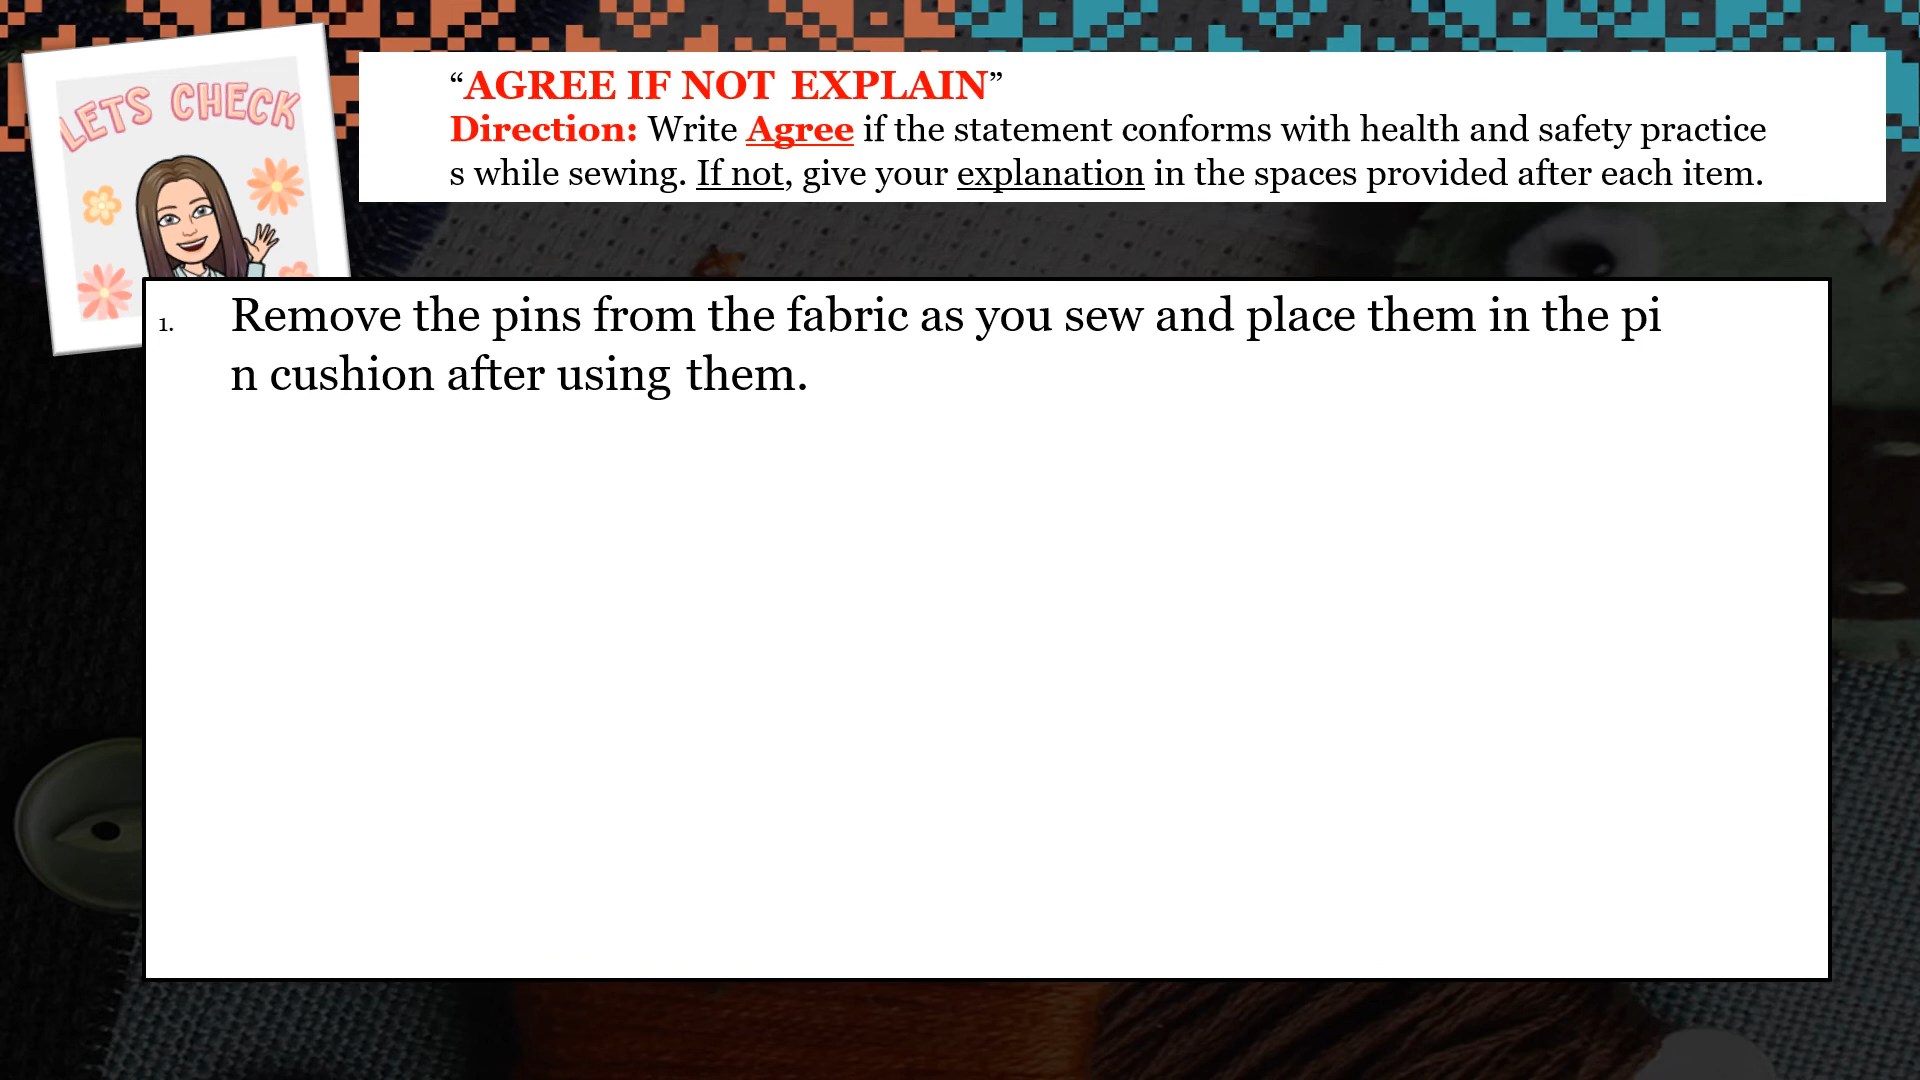 LETS CHECK
“AGREE IF NOT EXPLAIN”
Direction: Write Agree if the statement conforms with health and safety practice
s while sewing. If not, give your explanation in the spaces provided after each item.
1. Remove the pins from the fabric as you sew and place them in the pi
n cushion after using them.